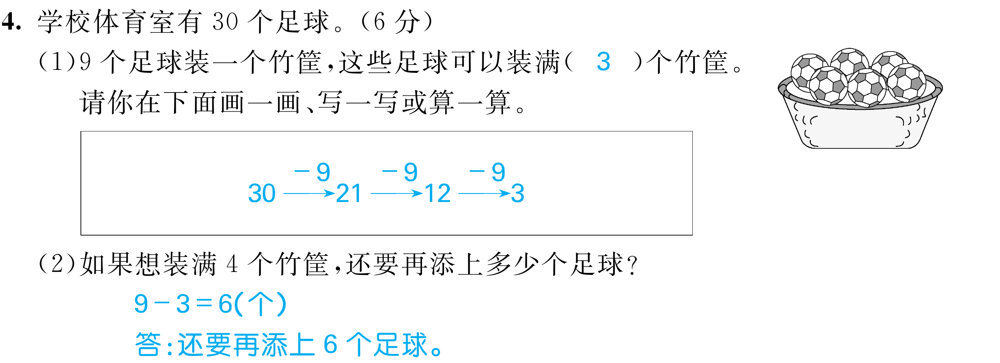 4. 学校体育室有 30 个足球。(6 分)
(1)9 个足球装一个竹筐,这些足球可以装满( 3 )个竹筐。
请你在下面画一画、写一写或算一算。
-9 -9 -9
30 → 21 → 12 → 3
(2)如果想装满 4 个竹筐,还要再添上多少个足球?
9-3=6(个)
答:还要再添上 6 个足球。